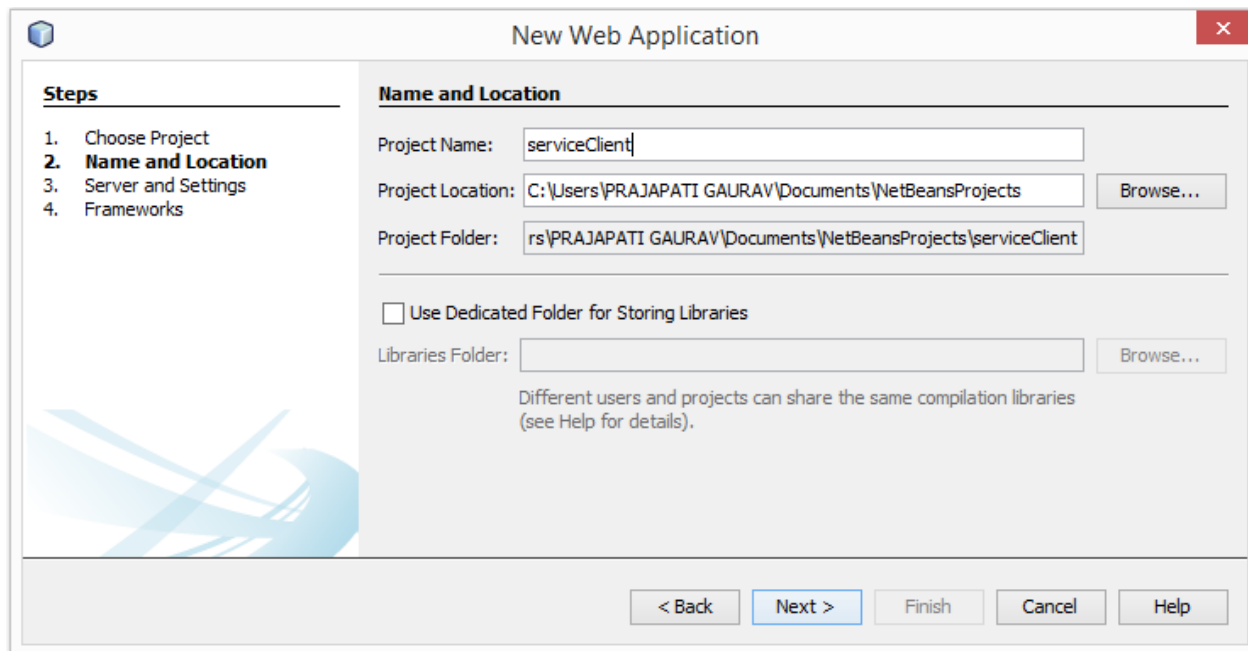 New Web Application
Steps
1. Choose Project
2. Name and Location
3. Server and Settings
4. Frameworks
Name and Location
Project Name: serviceClient
Project Location: C:\Users\PRAJAPATI GAURAV\Documents\NetBeansProjects Browse...
Project Folder: rs\PRAJAPATI GAURAV\Documents\NetBeansProjects\serviceClient
Use Dedicated Folder for Storing Libraries
Libraries Folder: Browse...
Different users and projects can share the same compilation libraries
(see Help for details).
< Back Next > Finish Cancel Help